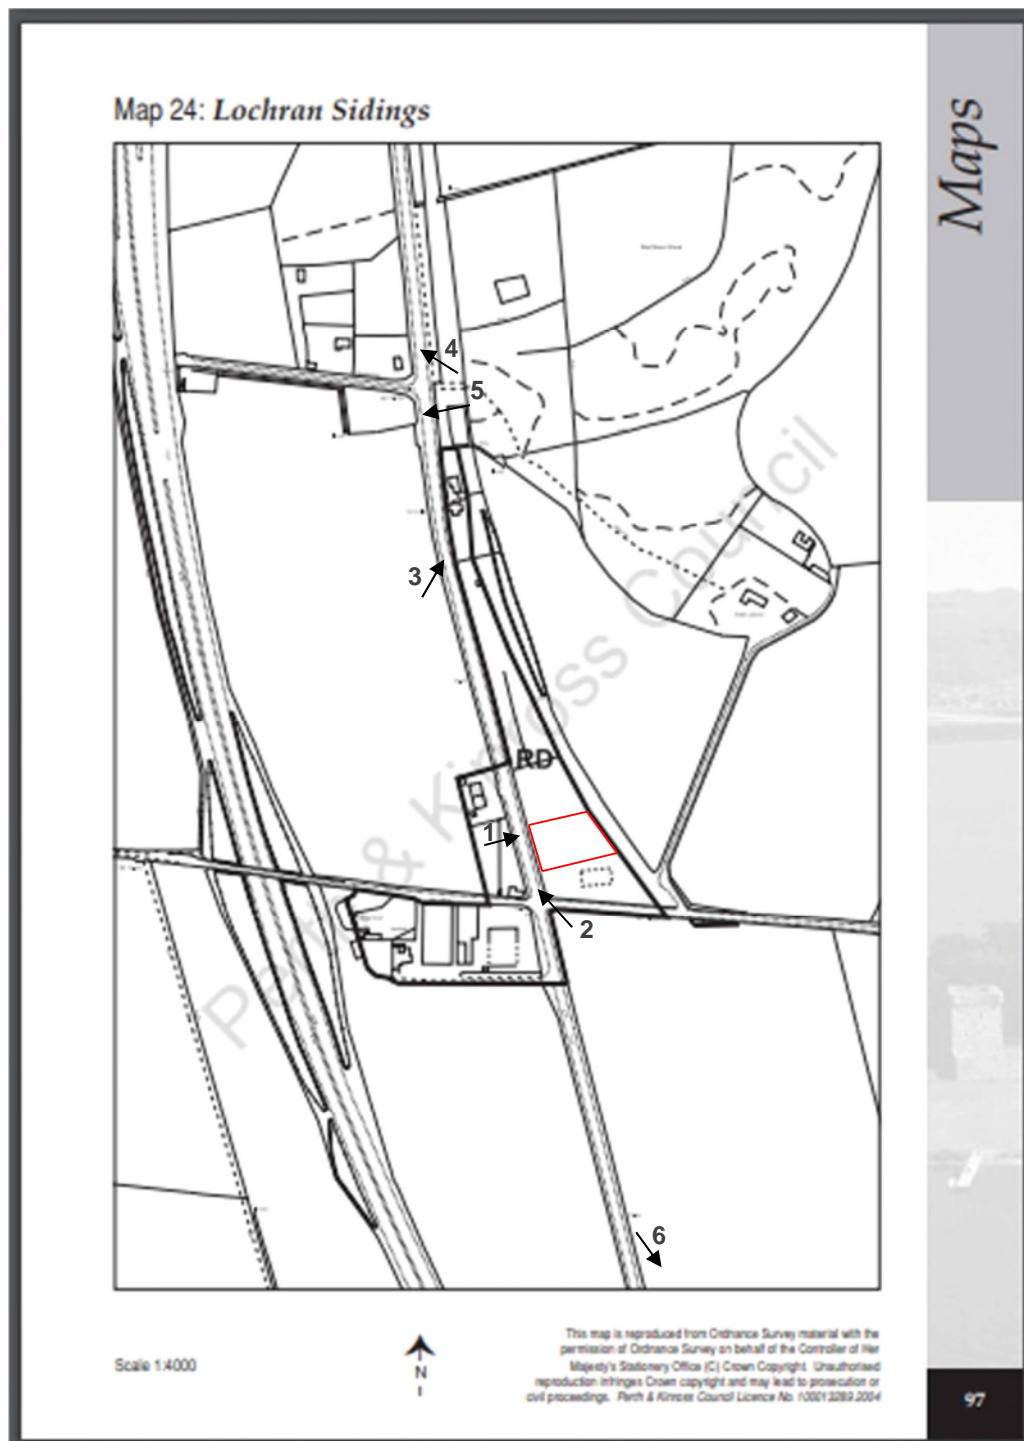 Map 24: Lochran Sidings
Maps
4
5
3
RD
1
2
6
Perth & Kinross Council
Scale 1:4000
N
This map is reproduced from Ordnance Survey material with the
permission of Ordnance Survey on behalf of the Controller of Her
Majesty's Stationery Office (C) Crown Copyright. Unauthorised
reproduction infringes Crown copyright and may lead to prosecution or
civil proceedings. Perth & Kinross Council Licence No. 100013289.2004
97